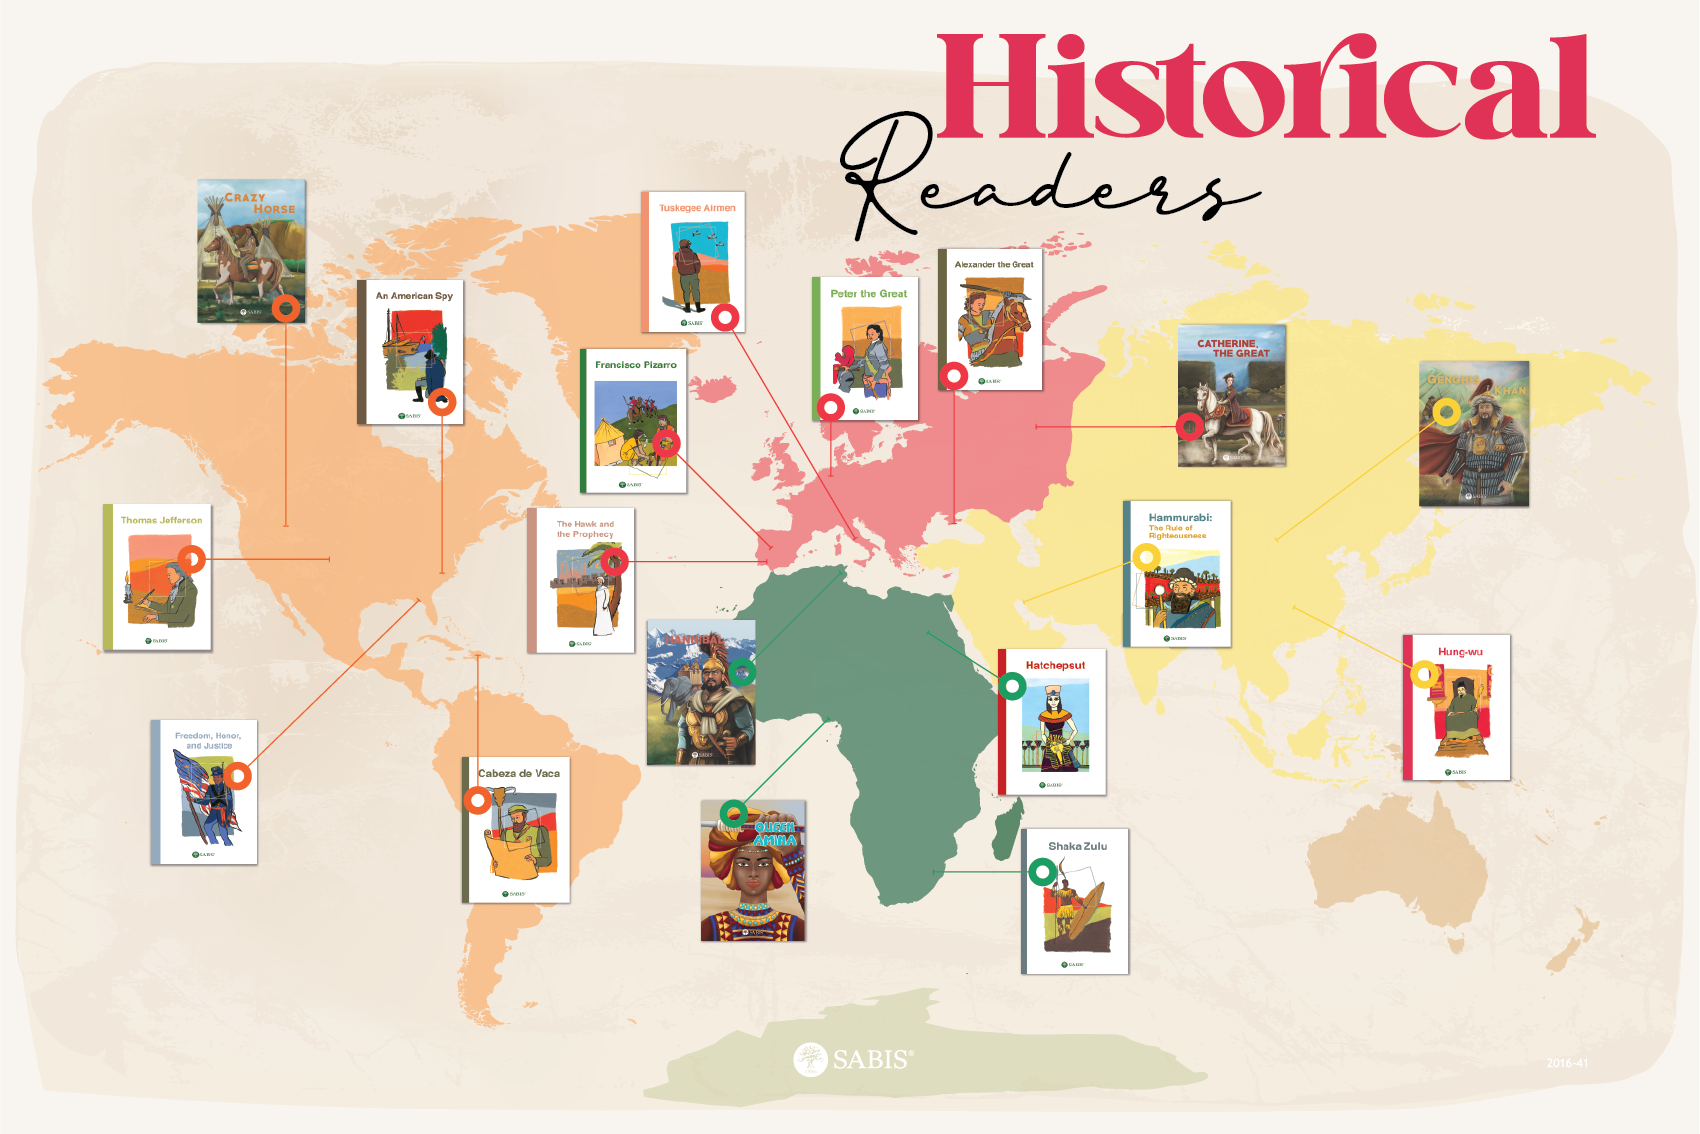 Historical
Readers
CRAZY
HORSE
SABIS
An American Spy
SABIS
Tuskegee Airmen
SABIS
Francisco Pizarro
SABIS
Peter the Great
SABIS
Alexander the Great
SABIS
CATHERINE,
THE GREAT
SABIS
GENGHIS KHAN
SABIS
Thomas Jefferson
SABIS
The Hawk and
the Prophecy
SABIS
Hammurabi:
The Rule of
Righteousness
SABIS
HANNIBAL
SABIS
Hatchepsut
SABIS
Hung-wu
SABIS
Freedom, Honor,
and Justice
SABIS
Cabeza de Vaca
SABIS
QUEEN
AMINA
SABIS
Shaka Zulu
SABIS
SABIS®
2016-41